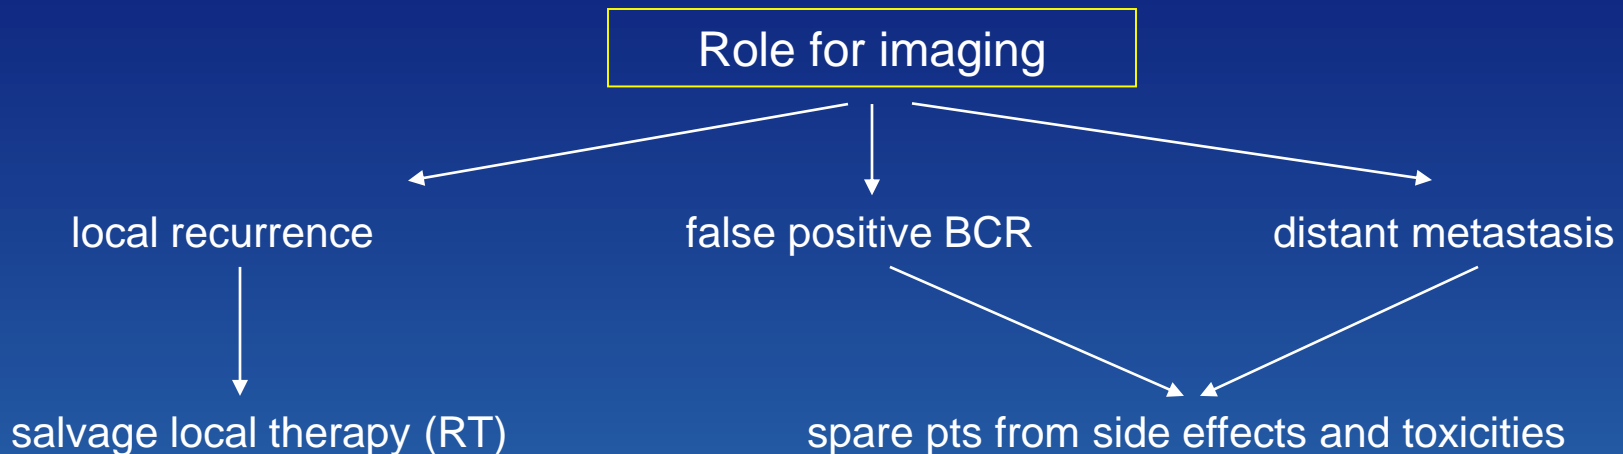 Role for imaging
local recurrence
false positive BCR
distant metastasis
salvage local therapy (RT)
spare pts from side effects and toxicities